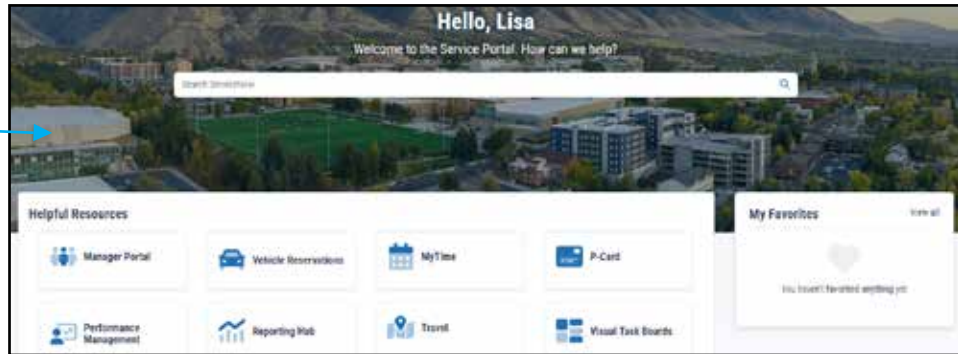 Hello, Lisa
Welcome to the Service Portal. How can we help?
Search ServiceNow
Helpful Resources
My Favorites
View all
Manager Portal
Vehicle Reservations
MyTime
P-Card
You haven't favorited anything yet
Performance
Management
Reporting Hub
Travel
Visual Task Boards